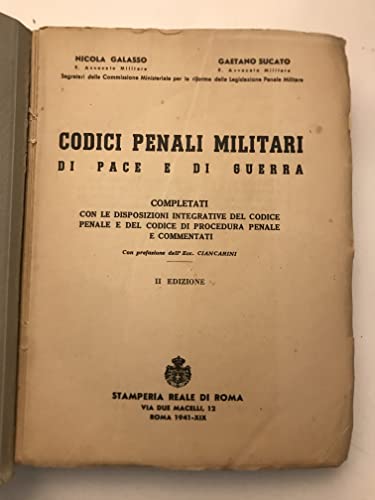 NICOLA GALASSO
R. Avvocato Militare
GAETANO SUCATO
R. Avvocato Militare
Segretari della Commissione Ministeriale per la riforma della Legislazione Penale Militare
CODICI PENALI MILITARI
DI PACE E DI GUERRA
COMPLETATI
CON LE DISPOSIZIONI INTEGRATIVE DEL CODICE
PENALE E DEL CODICE DI PROCEDURA PENALE
E COMMENTATI
Con prefazione dell'Ecc. CIANCARINI
II EDIZIONE
STAMPERIA REALE DI ROMA
VIA DUE MACELLI, 12
ROMA 1941-XIX